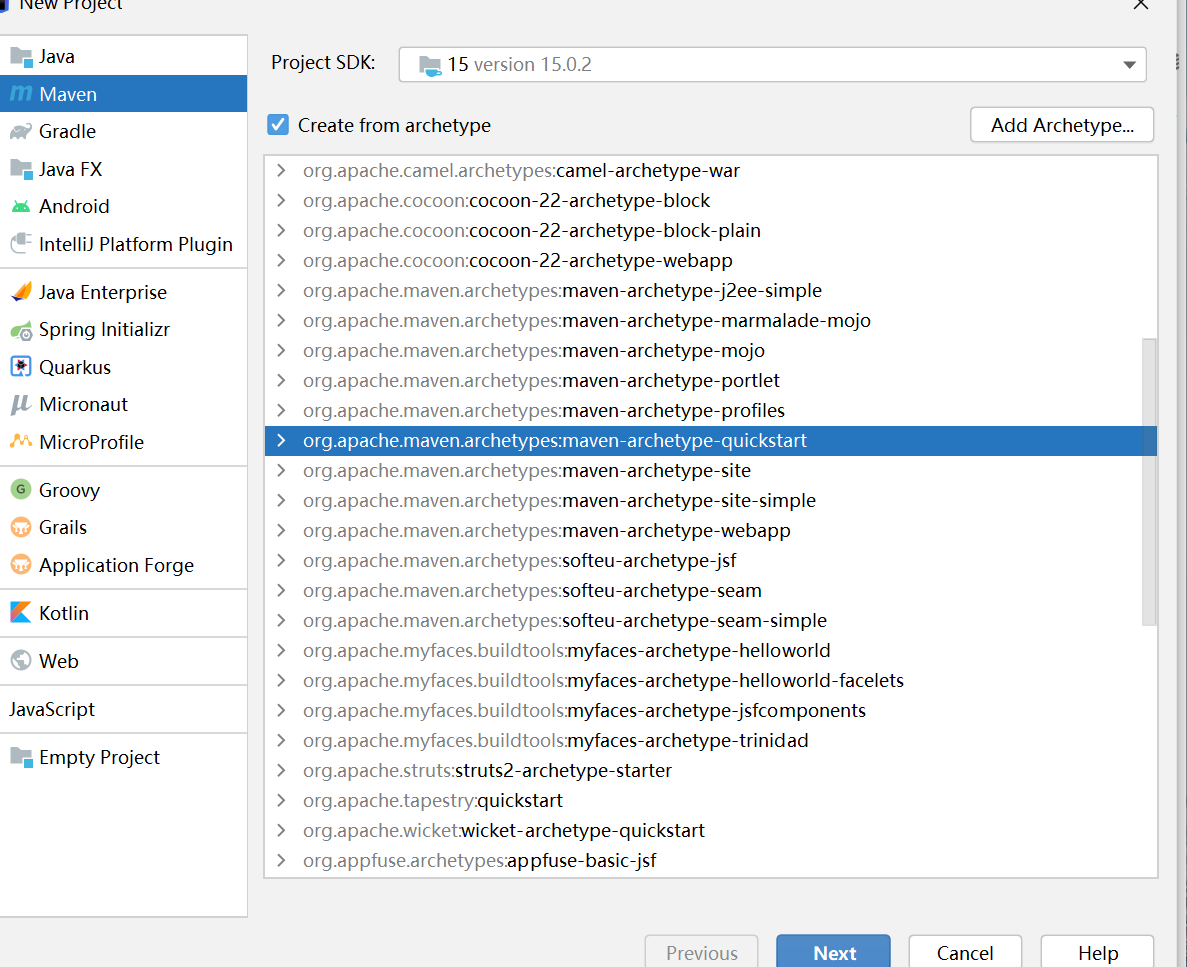 New Project
Java
Maven
Gradle
Java FX
Android
IntelliJ Platform Plugin
Java Enterprise
Spring Initializr
Quarkus
Micronaut
MicroProfile
Groovy
Grails
Application Forge
Kotlin
Web
JavaScript
Empty Project
Project SDK: 15 version 15.0.2
Create from archetype
Add Archetype...
org.apache.camel.archetypes:camel-archetype-war
org.apache.cocoon:cocoon-22-archetype-block
org.apache.cocoon:cocoon-22-archetype-block-plain
org.apache.cocoon:cocoon-22-archetype-webapp
org.apache.maven.archetypes:maven-archetype-j2ee-simple
org.apache.maven.archetypes:maven-archetype-marmalade-mojo
org.apache.maven.archetypes:maven-archetype-mojo
org.apache.maven.archetypes:maven-archetype-portlet
org.apache.maven.archetypes:maven-archetype-profiles
org.apache.maven.archetypes:maven-archetype-quickstart
org.apache.maven.archetypes:maven-archetype-site
org.apache.maven.archetypes:maven-archetype-site-simple
org.apache.maven.archetypes:maven-archetype-webapp
org.apache.maven.archetypes:softeu-archetype-jsf
org.apache.maven.archetypes:softeu-archetype-seam
org.apache.maven.archetypes:softeu-archetype-seam-simple
org.apache.myfaces.buildtools:myfaces-archetype-helloworld
org.apache.myfaces.buildtools:myfaces-archetype-helloworld-facelets
org.apache.myfaces.buildtools:myfaces-archetype-jsfcomponents
org.apache.myfaces.buildtools:myfaces-archetype-trinidad
org.apache.struts:struts2-archetype-starter
org.apache.tapestry:quickstart
org.apache.wicket:wicket-archetype-quickstart
org.appfuse.archetypes:appfuse-basic-jsf
Previous
Next
Cancel
Help